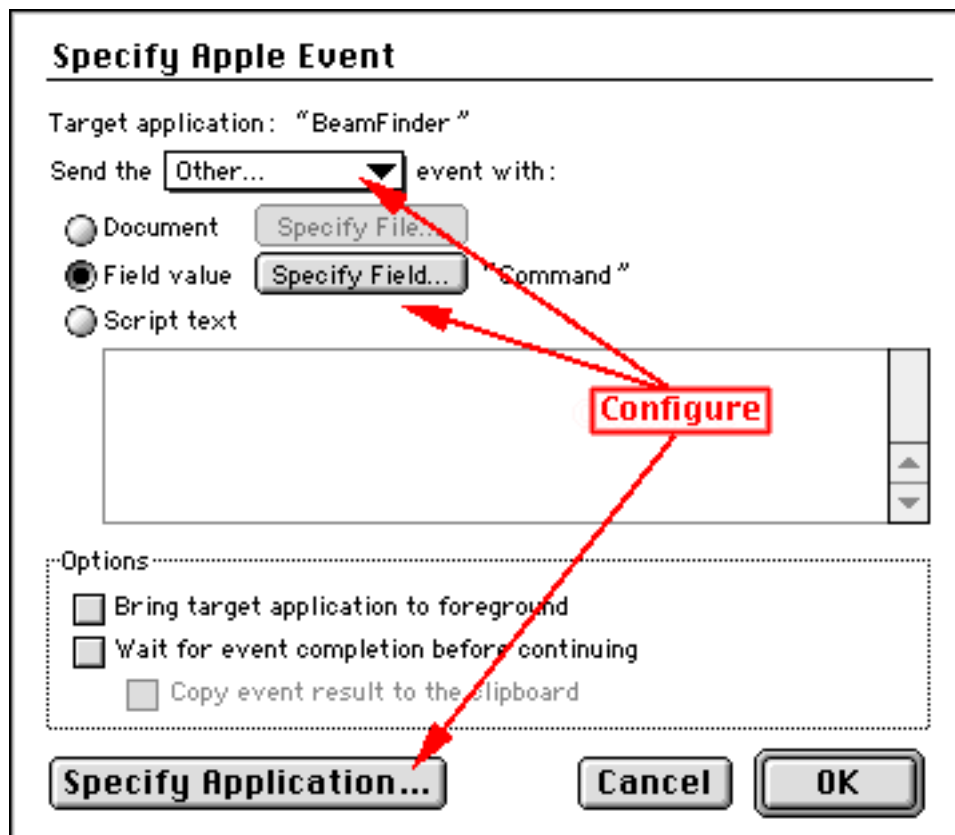 Specify Apple Event
Target application: "BeamFinder"
Send the Other... event with:
Document Specify File...
Field value Specify Field... "Command"
Script text
Configure
Options
Bring target application to foreground
Wait for event completion before continuing
Copy event result to the clipboard
Specify Application... Cancel OK